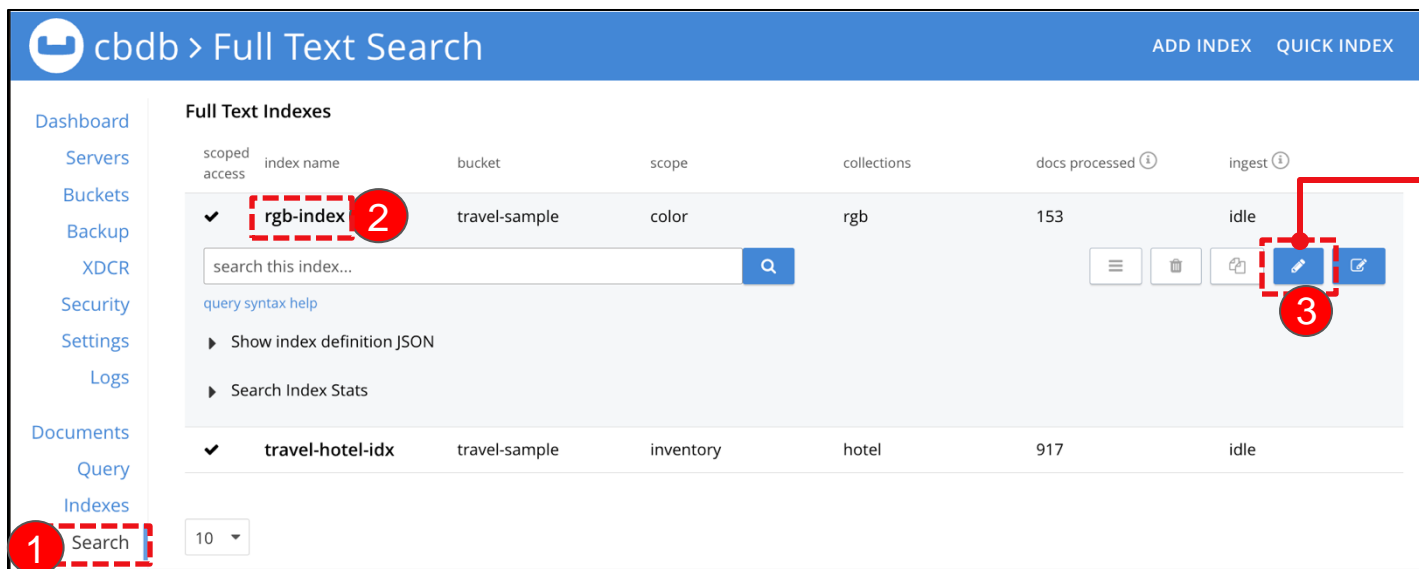 cbdb > Full Text Search
ADD INDEX QUICK INDEX
Dashboard
Servers
Buckets
Backup
XDCR
Security
Settings
Logs
Documents
Query
Indexes
Search
1
Full Text Indexes
scoped access index name bucket scope collections docs processed ingest
rgb-index 2 travel-sample color rgb 153 idle
search this index...
3
query syntax help
Show index definition JSON
Search Index Stats
travel-hotel-idx travel-sample inventory hotel 917 idle
10